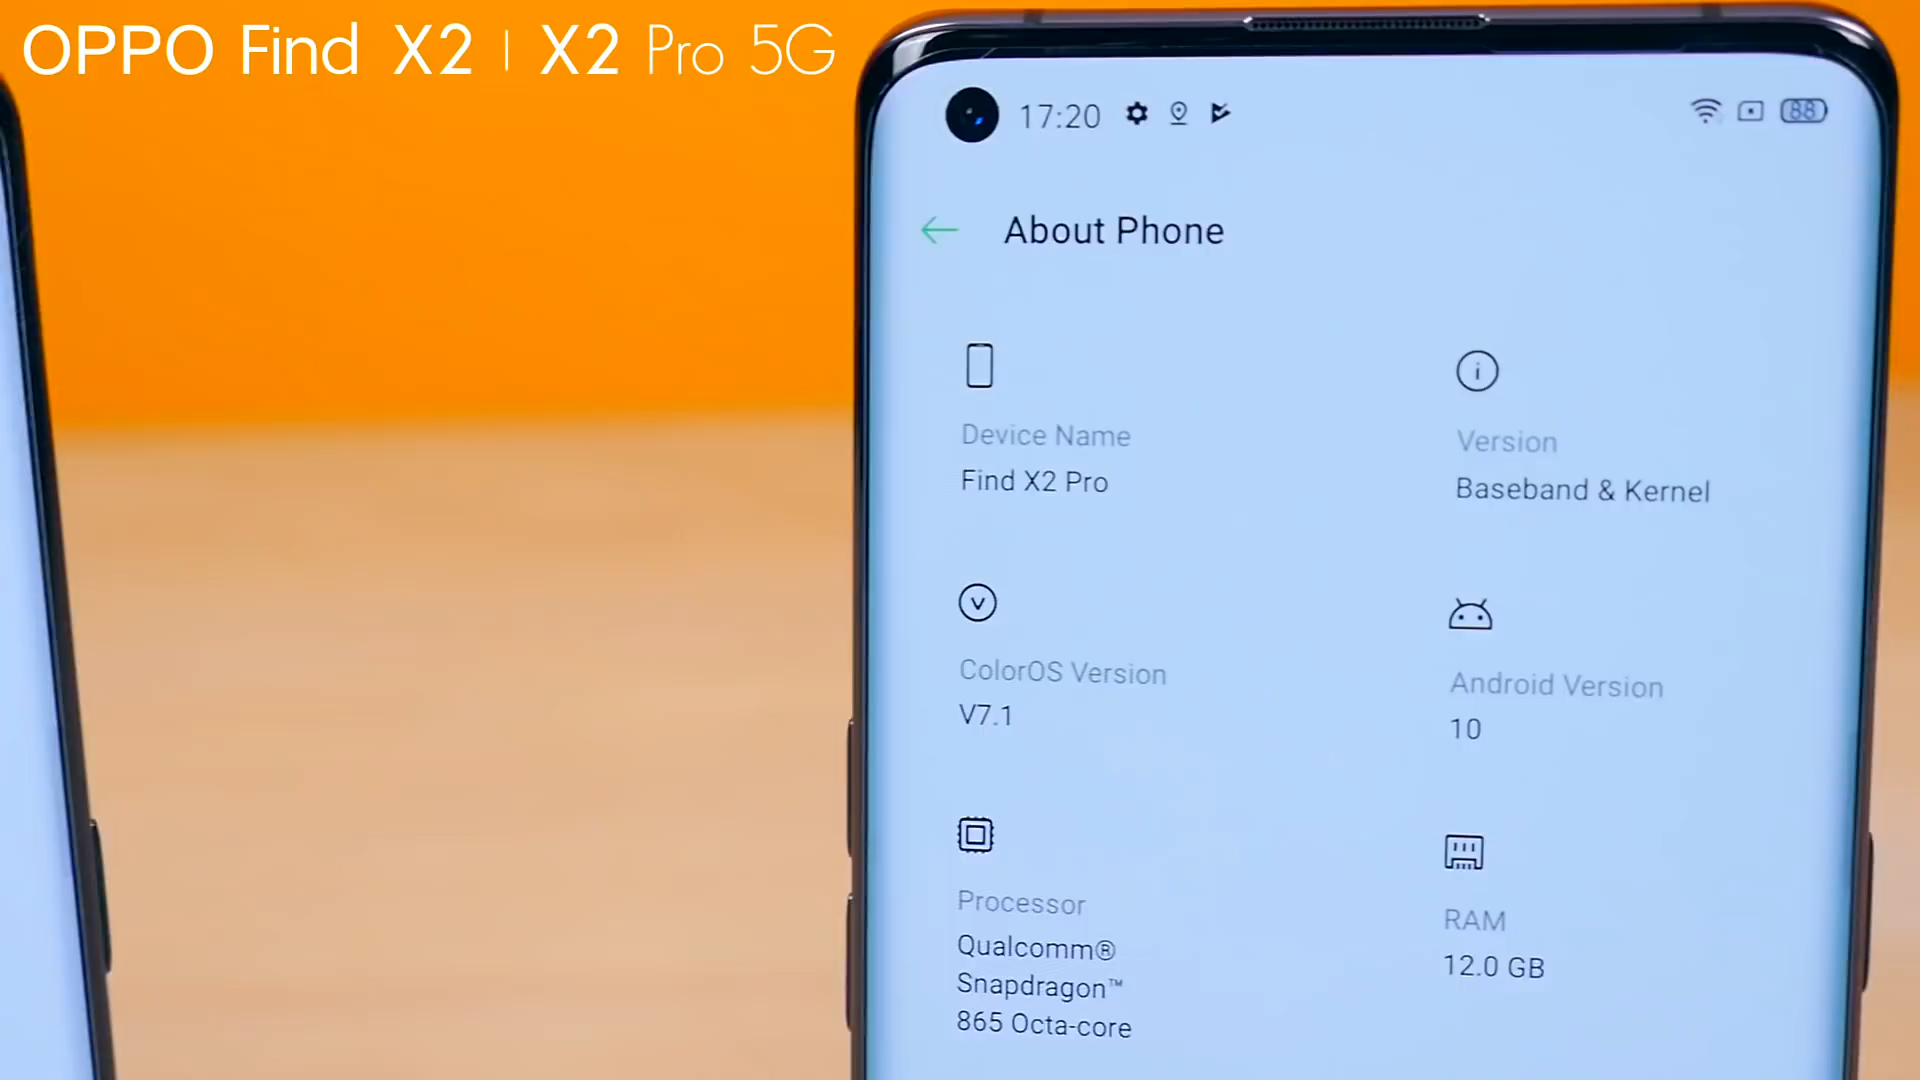 OPPO Find X2 | X2 Pro 5G
17:20
88
About Phone
Device Name
Find X2 Pro
Version
Baseband & Kernel
ColorOS Version
V7.1
Android Version
10
Processor
Qualcomm®
Snapdragon™
865 Octa-core
RAM
12.0 GB